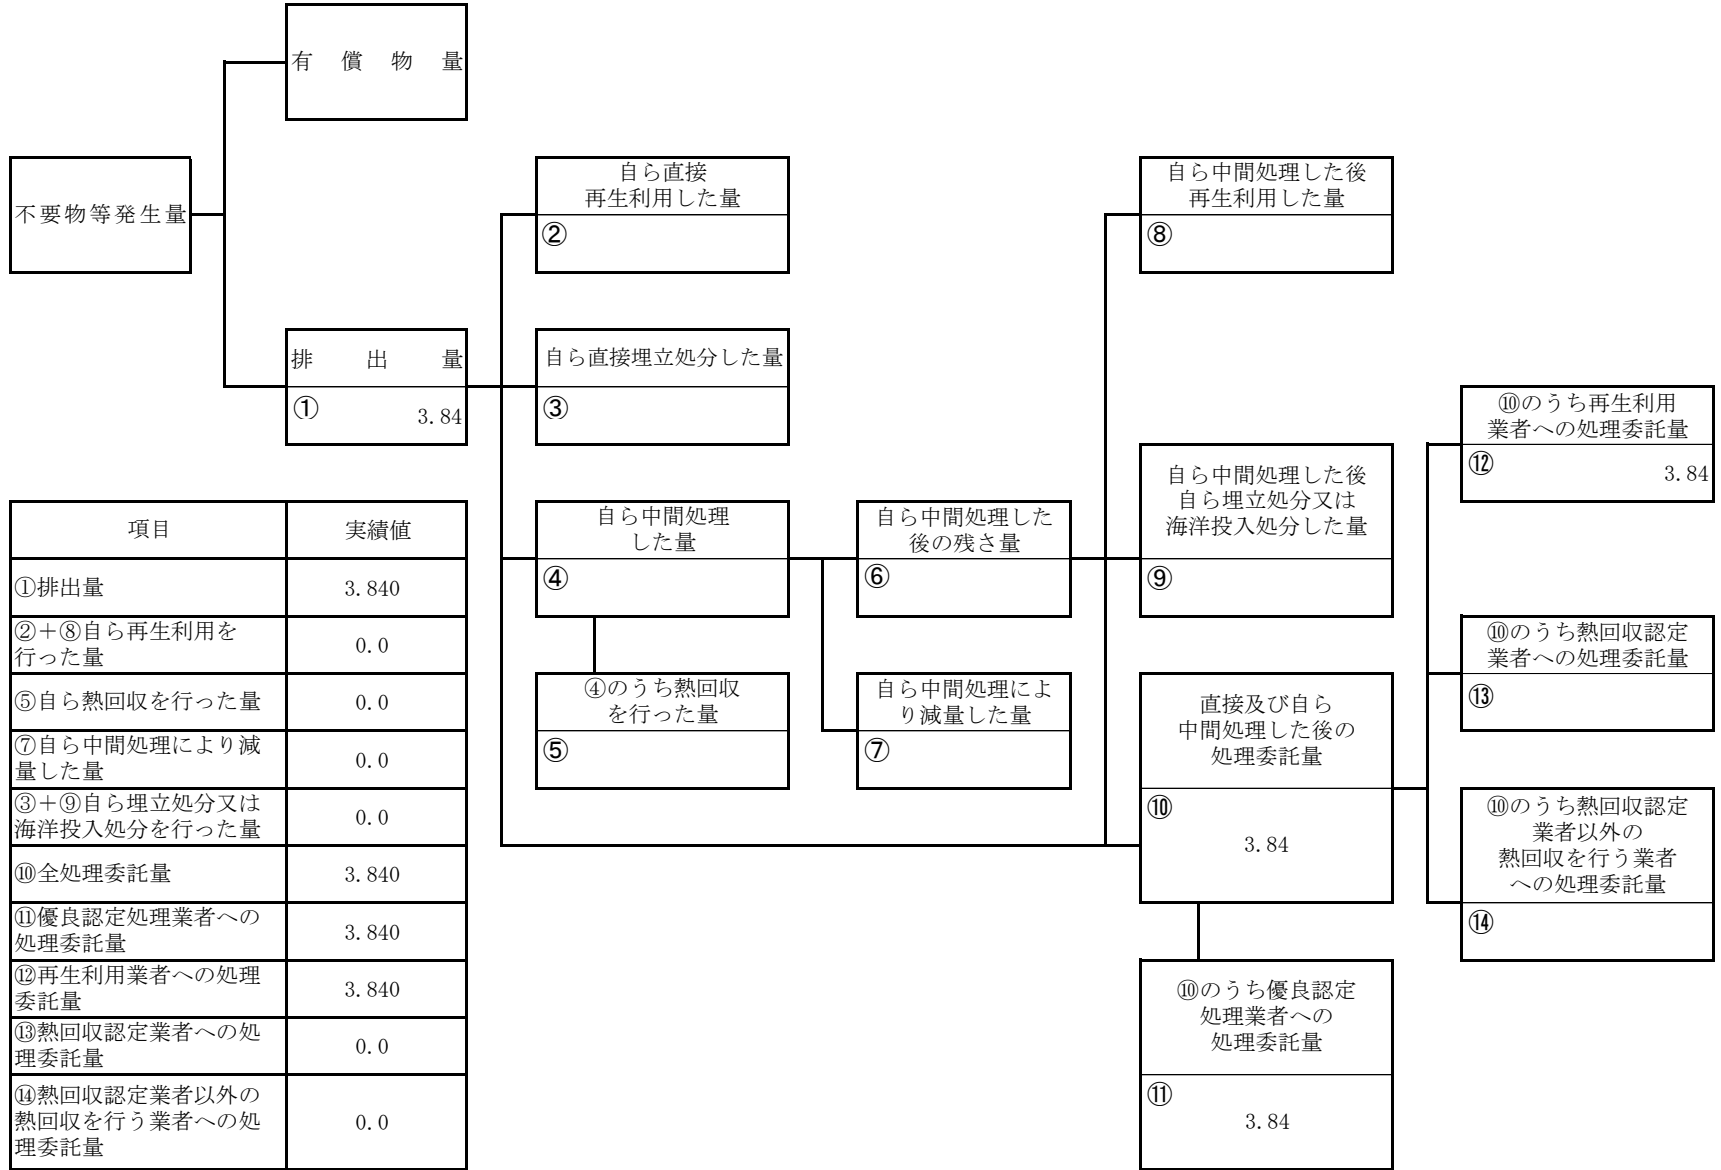 有償物量
不要物等発生量
排出量
①
3.84
自ら直接
再生利用した量
②
自ら直接埋立処分した量
③
自ら中間処理
した量
④
④のうち熱回収
を行った量
⑤
自ら中間処理した
後の残さ量
⑥
自ら中間処理によ
り減量した量
⑦
自ら中間処理した後
再生利用した量
⑧
自ら中間処理した後
自ら埋立処分又は
海洋投入処分した量
⑨
直接及び自ら
中間処理した後の
処理委託量
⑩
3.84
⑩のうち優良認定
処理業者への
処理委託量
⑪
3.84
⑩のうち再生利用
業者への処理委託量
⑫
3.84
⑩のうち熱回収認定
業者への処理委託量
⑬
⑩のうち熱回収認定
業者以外の
熱回収を行う業者
への処理委託量
⑭
項目 実績値
①排出量 3.840
②＋⑧自ら再生利用を
行った量 0.0
⑤自ら熱回収を行った量 0.0
⑦自ら中間処理により減
量した量 0.0
③＋⑨自ら埋立処分又は
海洋投入処分を行った量 0.0
⑩全処理委託量 3.840
⑪優良認定処理業者への
処理委託量 3.840
⑫再生利用業者への処理
委託量 3.840
⑬熱回収認定業者への処
理委託量 0.0
⑭熱回収認定業者以外の
熱回収を行う業者への処
理委託量 0.0